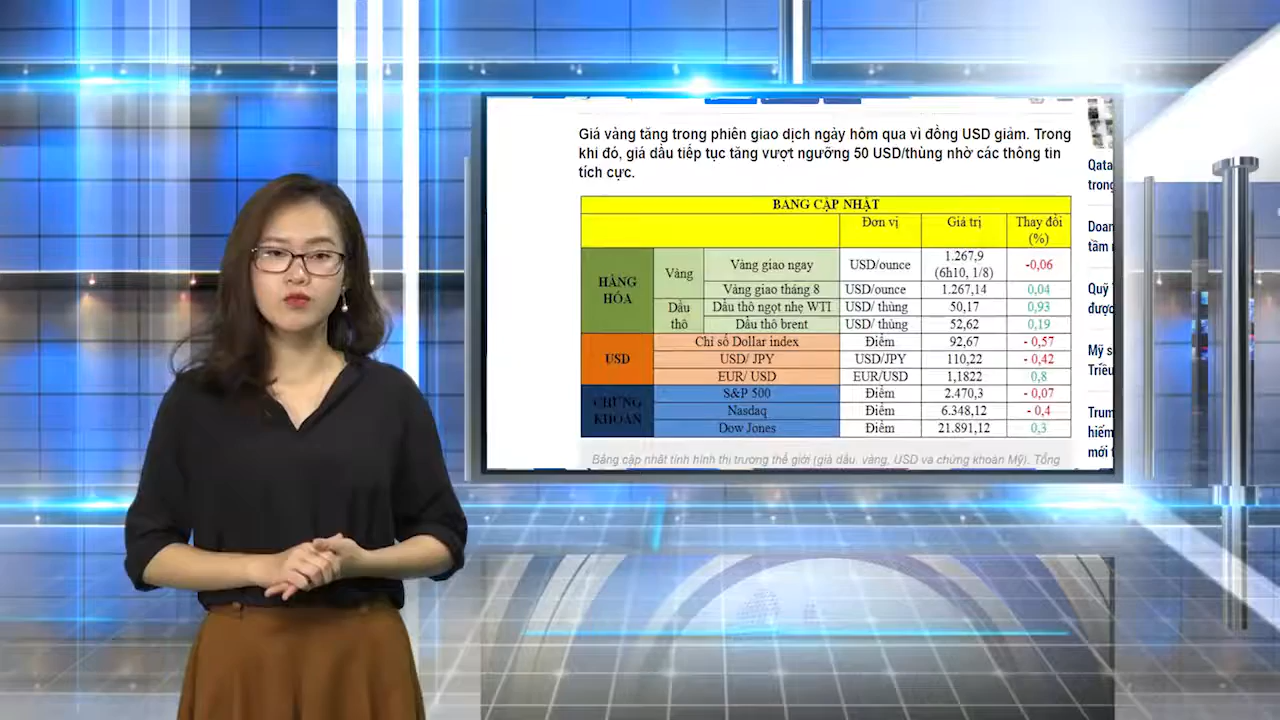 Giá vàng tăng trong phiên giao dịch ngày hôm qua vì đồng USD giảm. Trong
khi đó, giá dầu tiếp tục tăng vượt ngưỡng 50 USD/thùng nhờ các thông tin
tích cực.
BẢNG CẬP NHẬT
Đơn vị Giá trị Thay đổi
(%)
HÀNG HÓA Vàng Vàng giao ngay USD/ounce 1.267,9 -0,06
(6h10, 1/8)
Vàng giao tháng 8 USD/ounce 1.267,14 0,04
Dầu thô Dầu thô ngọt nhẹ WTI USD/ thùng 50,17 0,93
Dầu thô brent USD/ thùng 52,62 0,19
USD Chỉ số Dollar index Điểm 92,67 - 0,57
USD/ JPY USD/JPY 110,22 - 0,42
EUR/ USD EUR/USD 1,1822 0,8
CHỨNG KHOÁN S&P 500 Điểm 2.470,3 - 0,07
Nasdaq Điểm 6.348,12 - 0,4
Dow Jones Điểm 21.891,12 0,3
Bảng cập nhật tình hình thị trường thế giới (giá dầu, vàng, USD và chứng khoán Mỹ). Tổng
Qata
trong
Doan
tầm
Quỹ
được
Mỹ s
Triều
Trum
hiếm
mới